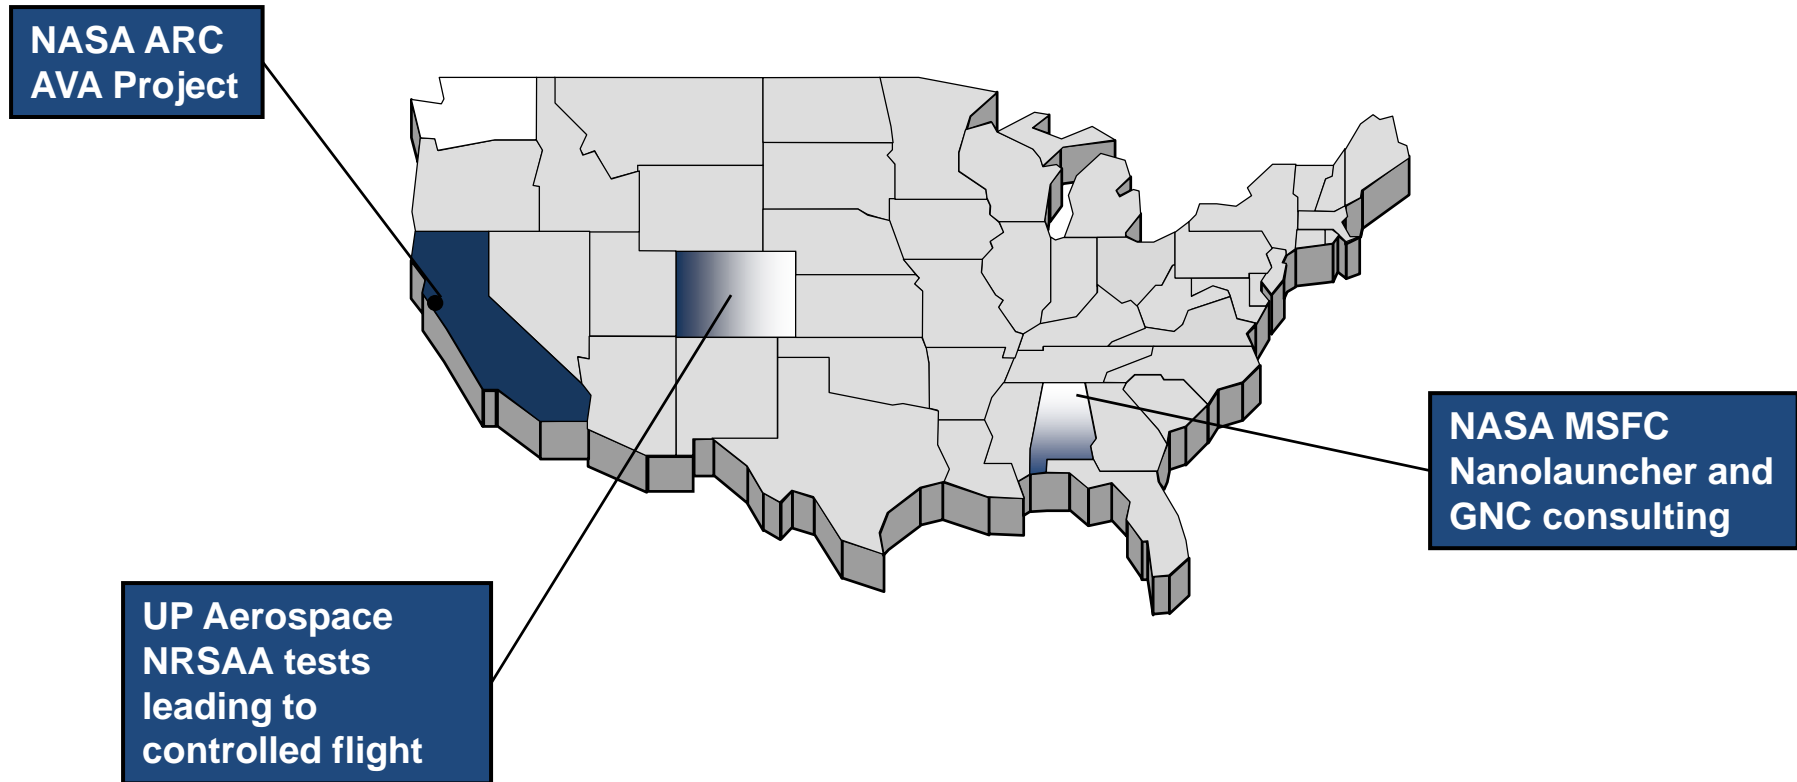 NASA ARC
AVA Project
NASA MSFC
Nanolauncher and
GNC consulting
UP Aerospace
NRSAA tests
leading to
controlled flight